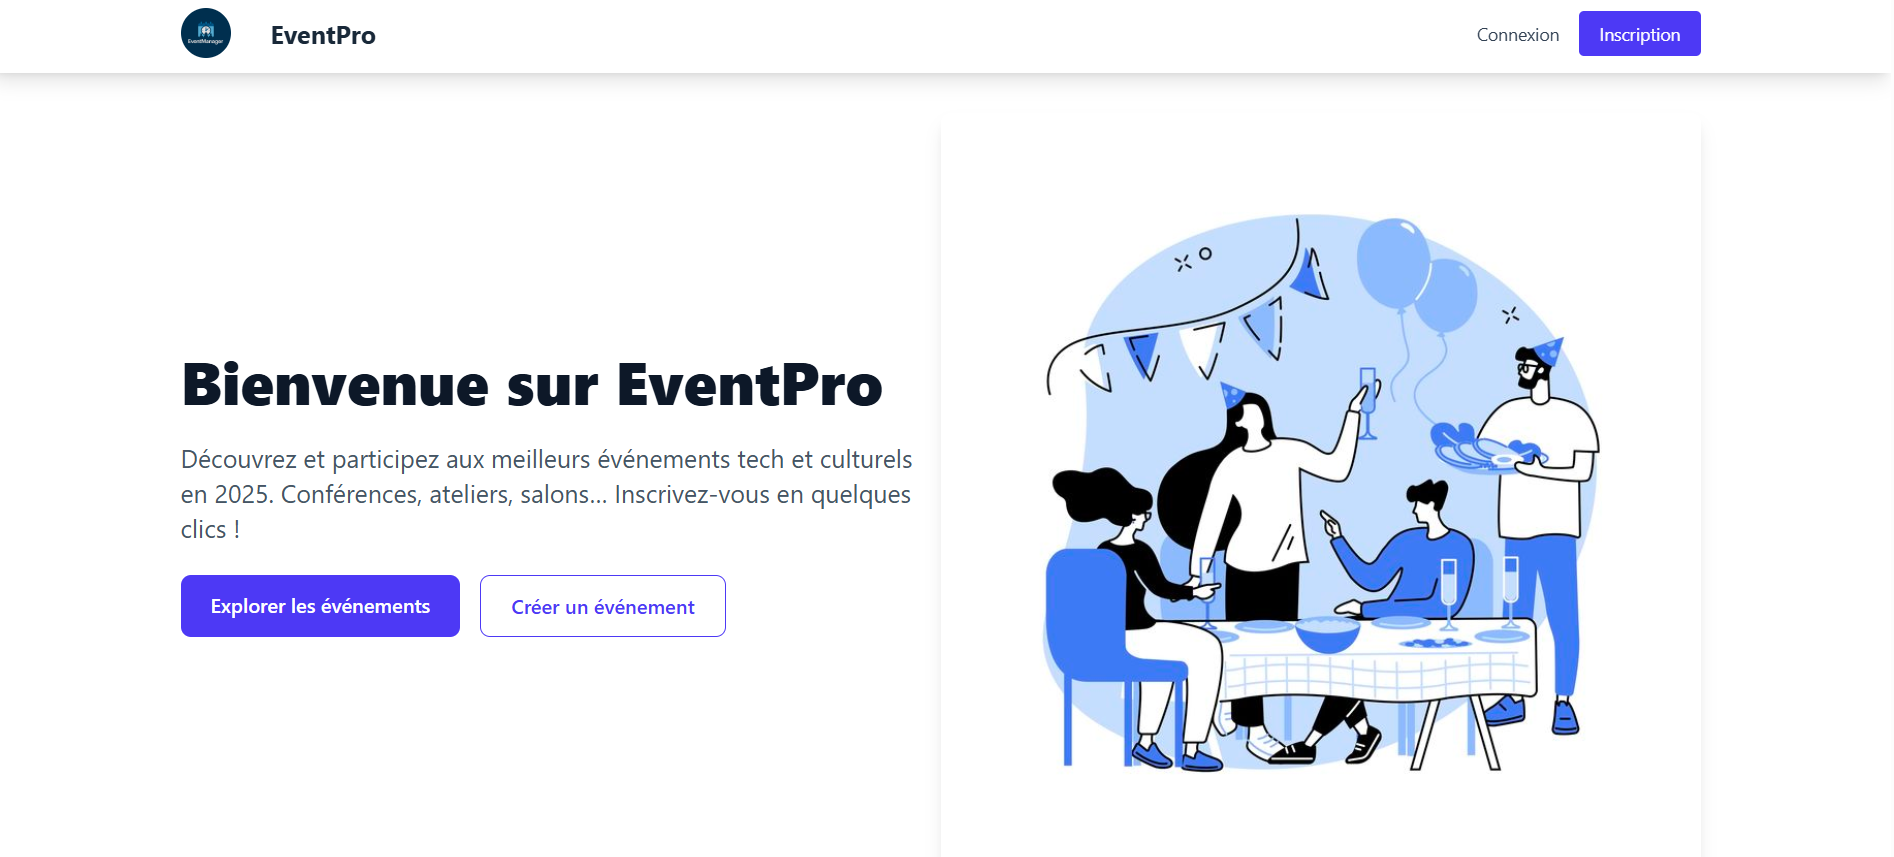 EventManager
EventPro
Connexion
Inscription
Bienvenue sur EventPro
Découvrez et participez aux meilleurs événements tech et culturels
en 2025. Conférences, ateliers, salons... Inscrivez-vous en quelques
clics !
Explorer les événements
Créer un événement